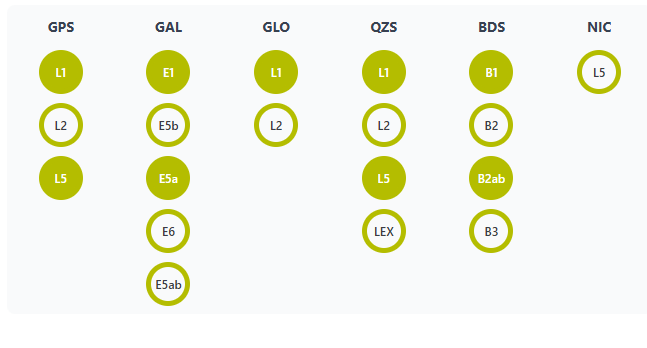 GPS GAL GLO QZS BDS NIC
L1 E1 L1 L1 B1 L5
L2 E5b L2 L2 B2
L5 E5a L5 B2ab
E6 LEX B3
E5ab